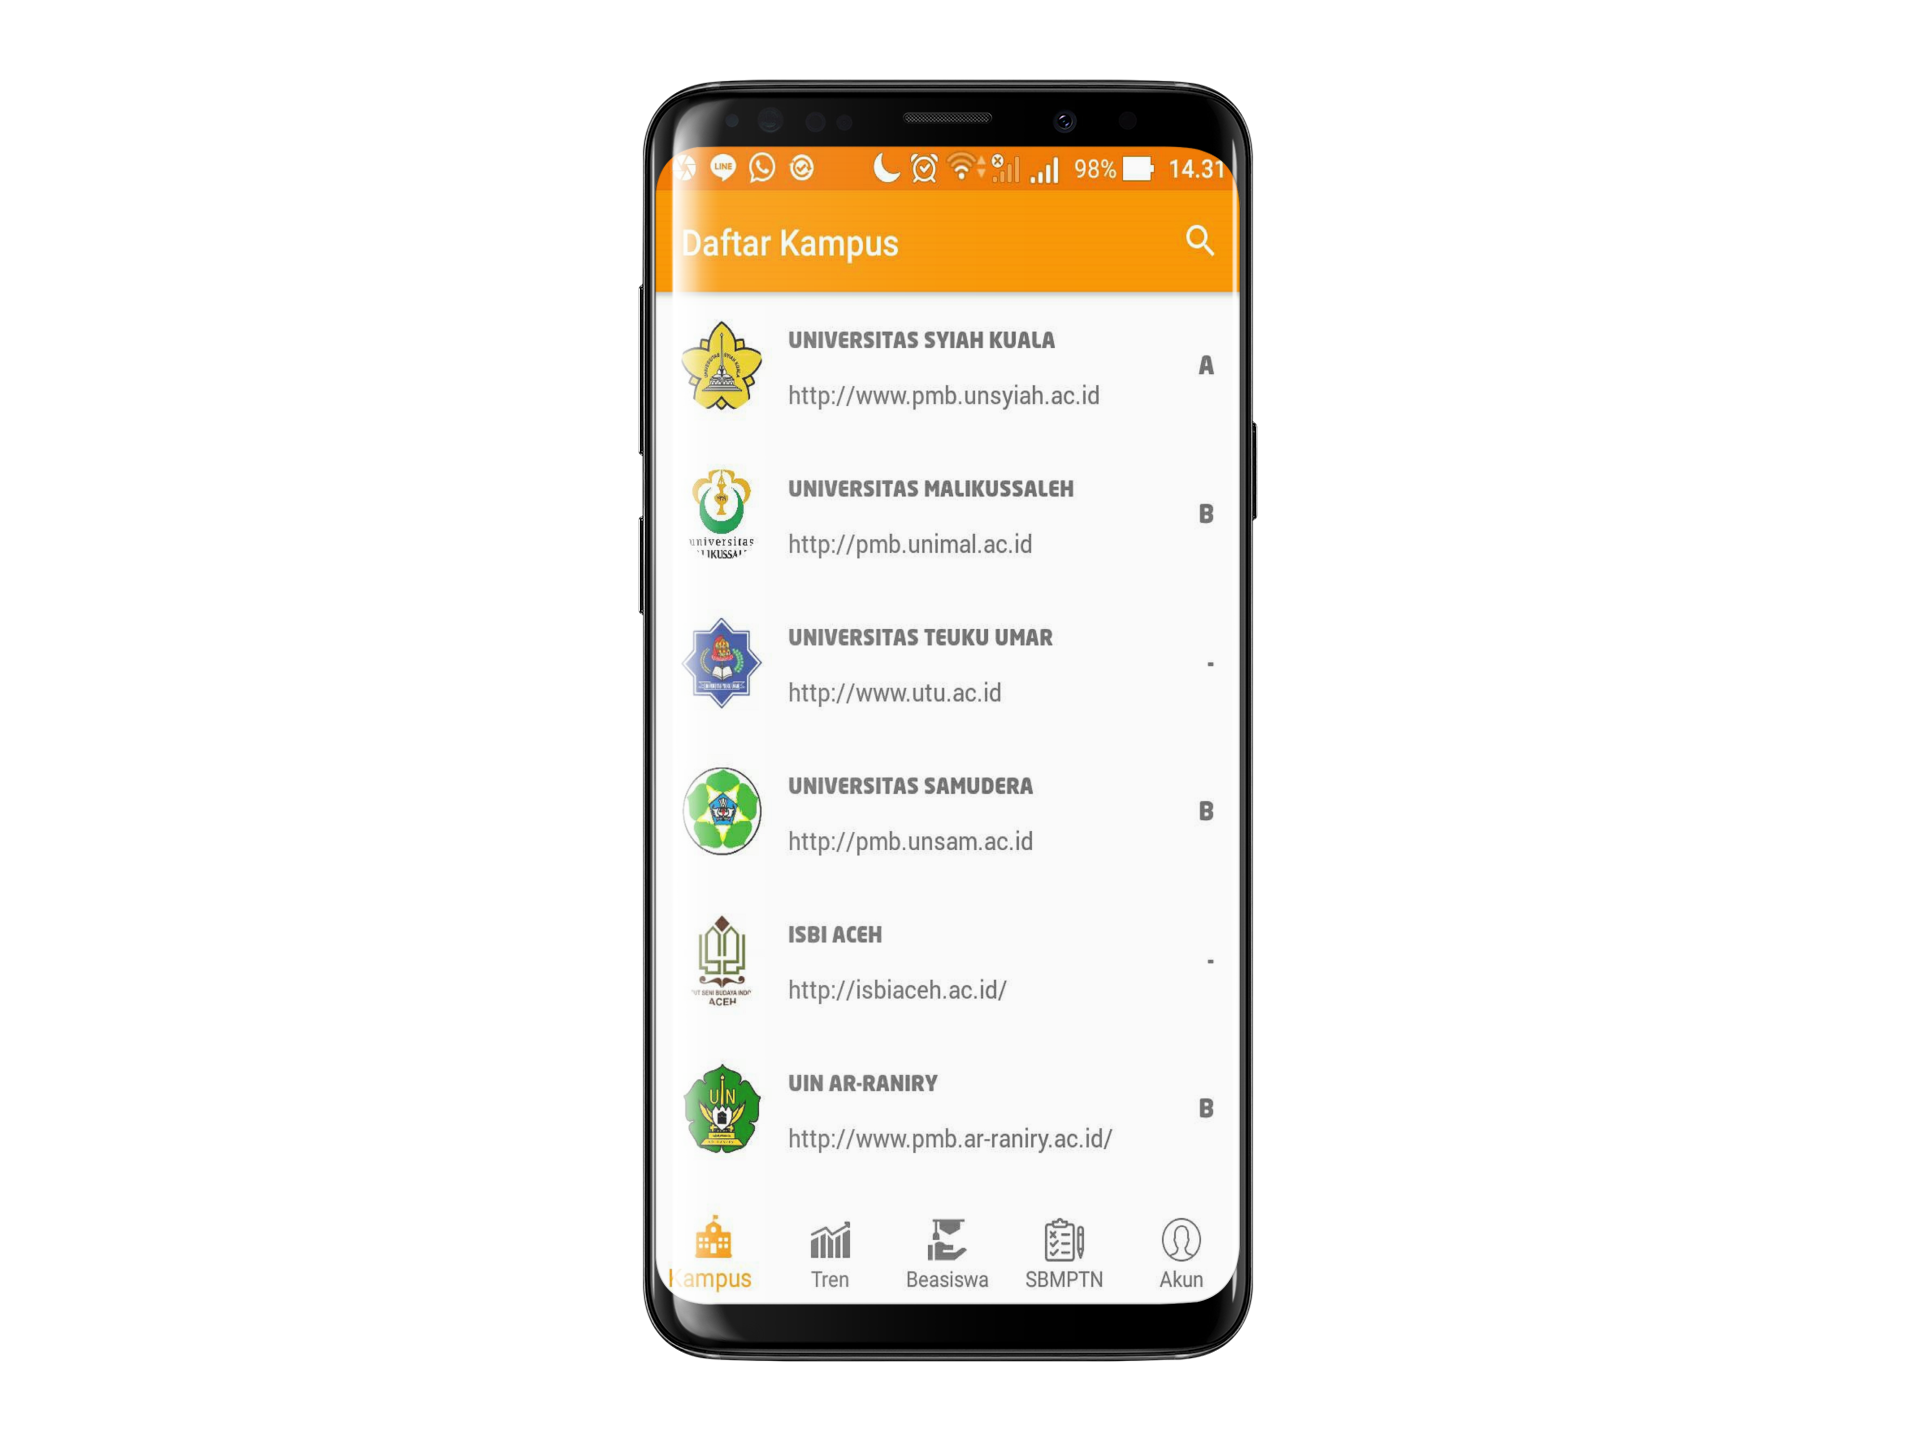 LINE
98%
14.31
Daftar Kampus
UNIVERSITAS SYIAH KUALA
http://www.pmb.unsyiah.ac.id
A
universitas
UNIVERSITAS MALIKUSSALEH
http://pmb.unimal.ac.id
B
UNIVERSITAS TEUKU UMAR
http://www.utu.ac.id
-
UNIVERSITAS SAMUDERA
http://pmb.unsam.ac.id
B
ACEH
ISBI ACEH
http://isbiaceh.ac.id/
-
UIN
UIN AR-RANIRY
http://www.pmb.ar-raniry.ac.id/
B
Kampus
Tren
Beasiswa
SBMPTN
Akun